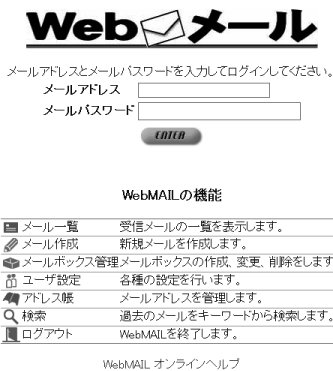 Webメール
メールアドレスとメールパスワードを入力してログインしてください。
メールアドレス
メールパスワード
ENTER
WebMAILの機能
メール一覧 受信メールの一覧を表示します。
メール作成 新規メールを作成します。
メールボックス管理 メールボックスの作成、変更、削除をします
ユーザ設定 各種の設定を行います。
アドレス帳 メールアドレスを管理します。
検索 過去のメールをキーワードから検索します。
ログアウト WebMAILを終了します。
WebMAIL オンラインヘルプ